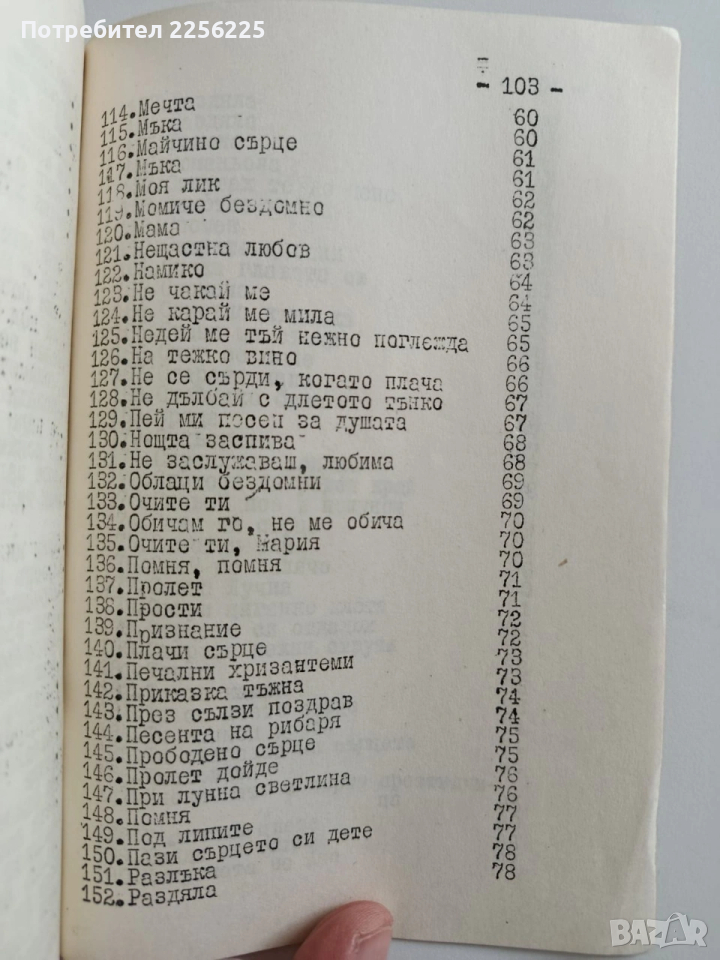 Потребител 2256225
- 103 -
114.Мечта 60
115.Мъка 60
116.Майчино сърце 61
117.Мъка 61
118.Моя лик 62
119.Момиче бездомно 62
120.Мама 63
121.Нещастна любов 63
122.Намико 64
123.Не чакай ме 64
124.Не карай ме мила 65
125.Недей ме тъй нежно поглежда 65
126.На тежко вино 66
127.Не се сърди, когато плача 66
128.Не дълбай с длетото тънко 67
129.Пей ми песен за душата 67
130.Нощта заспива 68
131.Не заслужаваш, любима 68
132.Облаци бездомни 69
133.Очите ти 69
134.Обичам го, не ме обича 70
135.Очите ти, Мария 70
136.Помня, помня 70
137.Пролет 71
138.Прости 71
139.Признание 72
140.Плачи сърце 72
141.Печални хризантеми 73
142.Приказка тъжна 73
143.През сълзи поздрав 74
144.Песента на рибаря 74
145.Прободено сърце 75
146.Пролет дойде 75
147.При лунна светлина 76
148.Помня 76
149.Под липите 77
150.Пази сърцето си дете 77
151.Разлъка 78
152.Раздяла 78
BAZAR